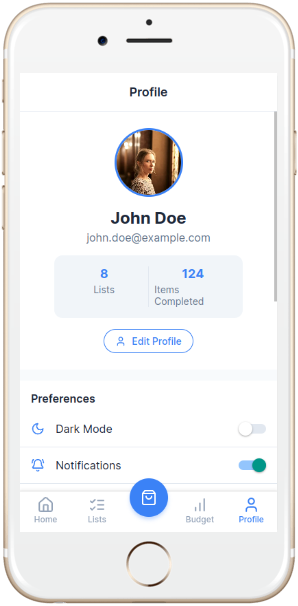 Profile
John Doe
john.doe@example.com
8
Lists
124
Items
Completed
Edit Profile
Preferences
Dark Mode
Notifications
Home
Lists
Budget
Profile